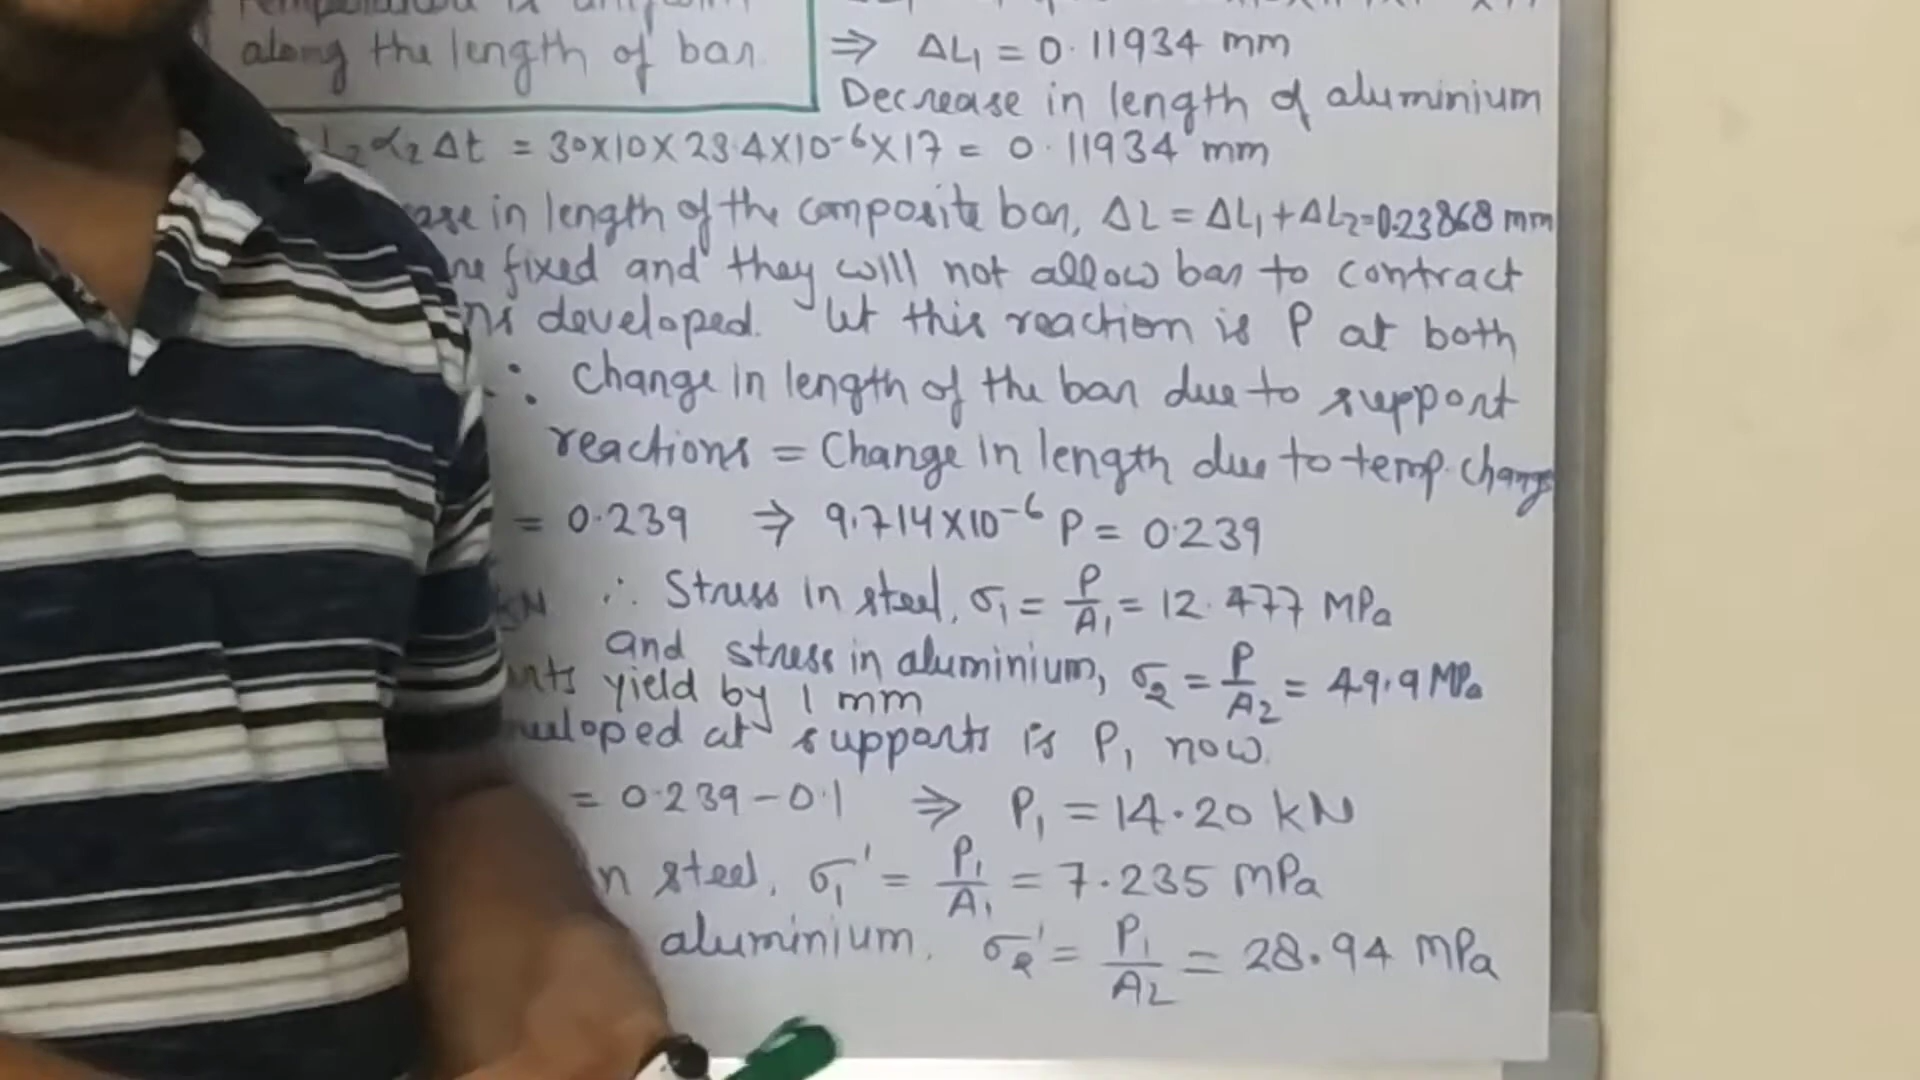 along the length of bar.
⇒ ΔL₁ = 0.11934 mm
Decrease in length of aluminium
L₂α₂Δt = 30×10×23.4×10⁻⁶×17 = 0.11934 mm
in length of the composite bar, ΔL = ΔL₁+ΔL₂=0.23868 mm
fixed and they will not allow bar to contract
developed. let this reaction is P at both
∴ Change in length of the bar due to support
reactions = Change in length due to temp. change
= 0.239 ⇒ 9.714×10⁻⁶ P = 0.239
kN ∴ Stress in steel, σ₁ = P/A₁ = 12.477 MPa
and stress in aluminium, σ₂ = P/A₂ = 49.9 MPa
yield by 1 mm
at supports is P₁ now.
= 0.239-0.1 ⇒ P₁ = 14.20 kN
steel, σ₁' = P₁/A₁ = 7.235 MPa
aluminium, σ₂' = P₁/A₂ = 28.94 MPa